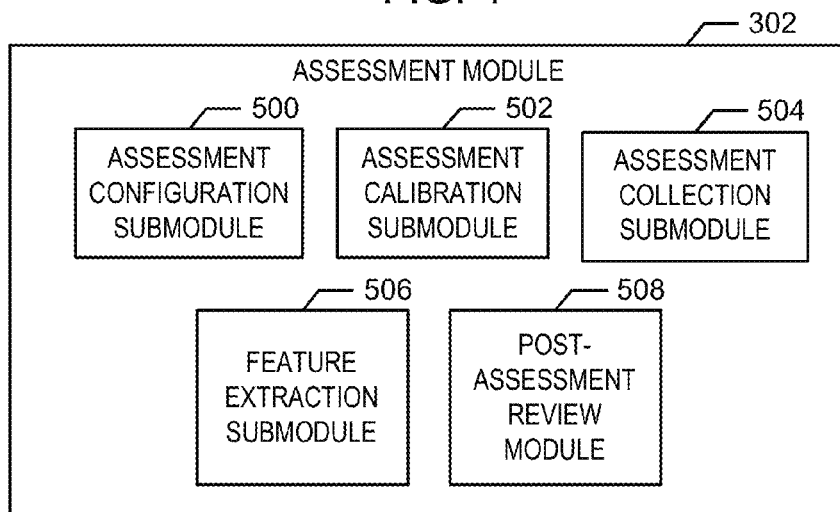 302
ASSESSMENT MODULE
500
ASSESSMENT
CONFIGURATION
SUBMODULE
502
ASSESSMENT
CALIBRATION
SUBMODULE
504
ASSESSMENT
COLLECTION
SUBMODULE
506
FEATURE
EXTRACTION
SUBMODULE
508
POST-
ASSESSMENT
REVIEW
MODULE